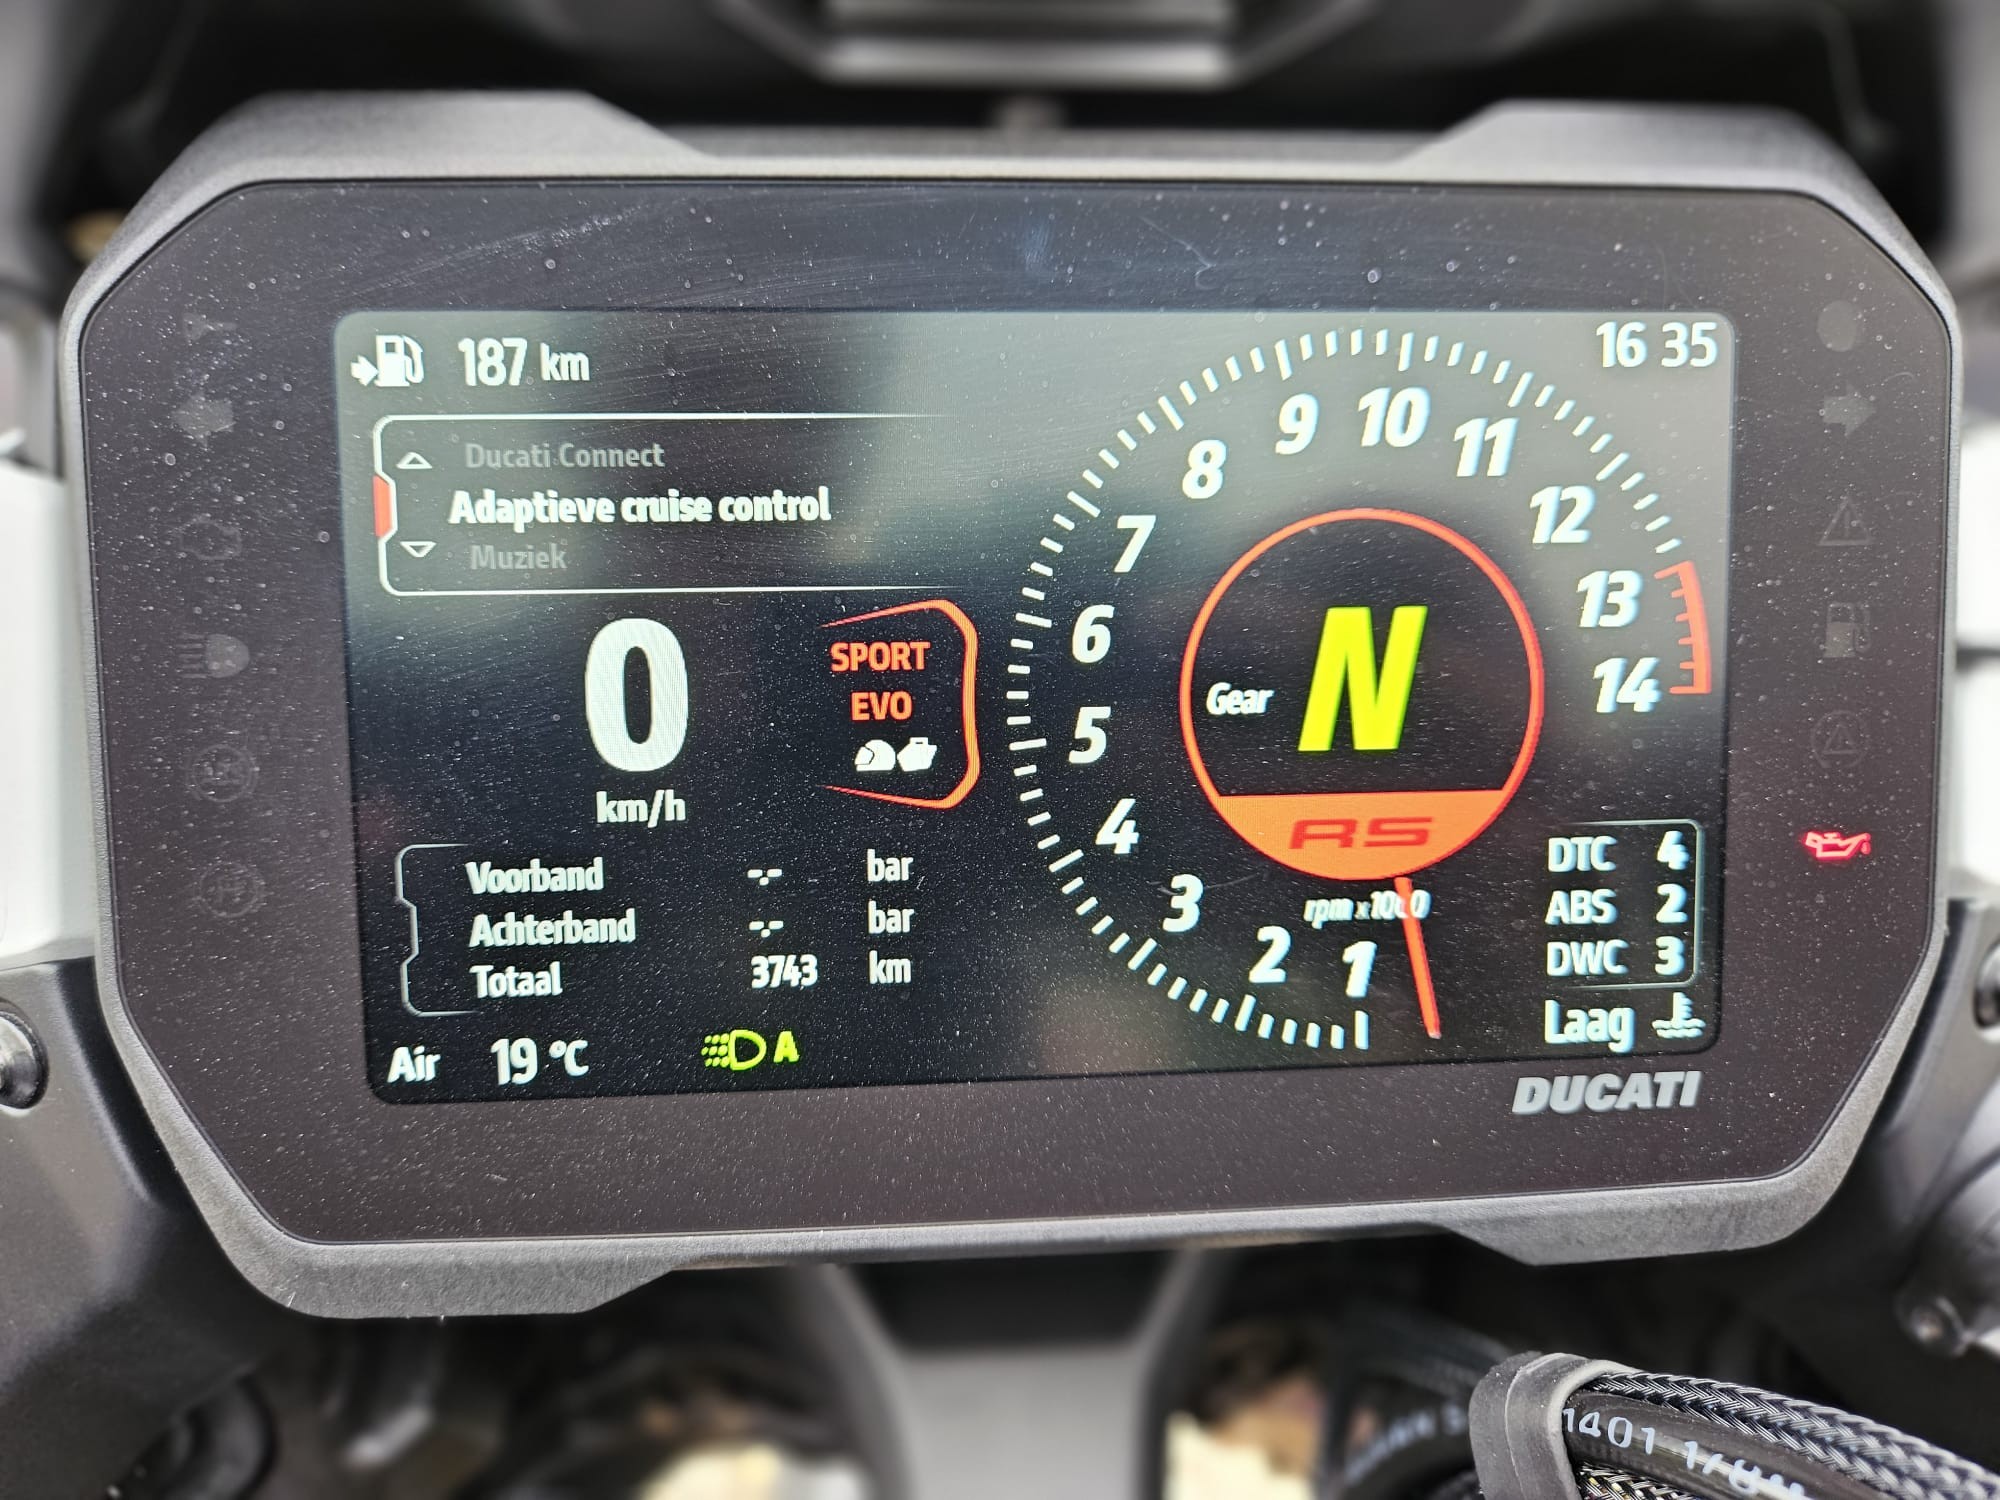 187 km
16 35
Ducati Connect
Adaptieve cruise control
Muziek
0
km/h
SPORT
EVO
1
2
3
4
5
6
7
8
9
10
11
12
13
14
Gear N
RS
rpm x1000
Voorband -.- bar
Achterband -.- bar
Totaal 3743 km
DTC 4
ABS 2
DWC 3
Laag
Air 19 °C
A
DUCATI
1401